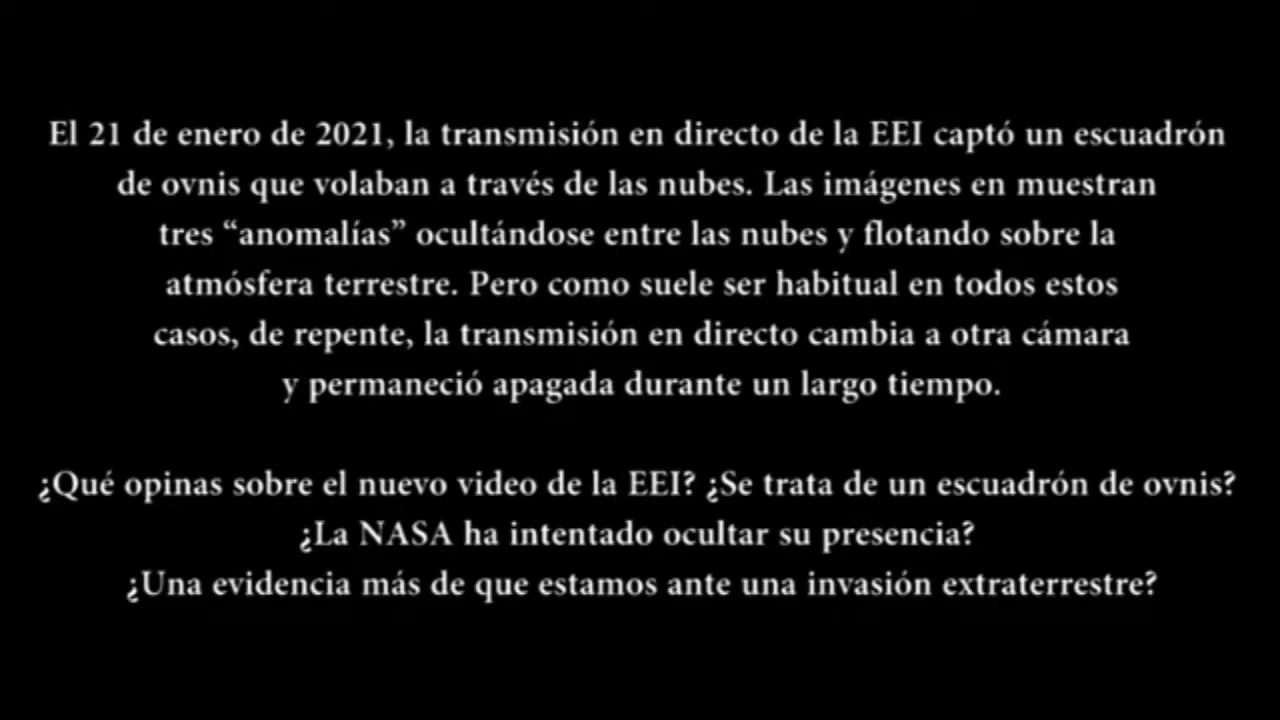 El 21 de enero de 2021, la transmisión en directo de la EEI captó un escuadrón
de ovnis que volaban a través de las nubes. Las imágenes en muestran
tres “anomalías” ocultándose entre las nubes y flotando sobre la
atmósfera terrestre. Pero como suele ser habitual en todos estos
casos, de repente, la transmisión en directo cambia a otra cámara
y permaneció apagada durante un largo tiempo.
¿Qué opinas sobre el nuevo video de la EEI? ¿Se trata de un escuadrón de ovnis?
¿La NASA ha intentado ocultar su presencia?
¿Una evidencia más de que estamos ante una invasión extraterrestre?